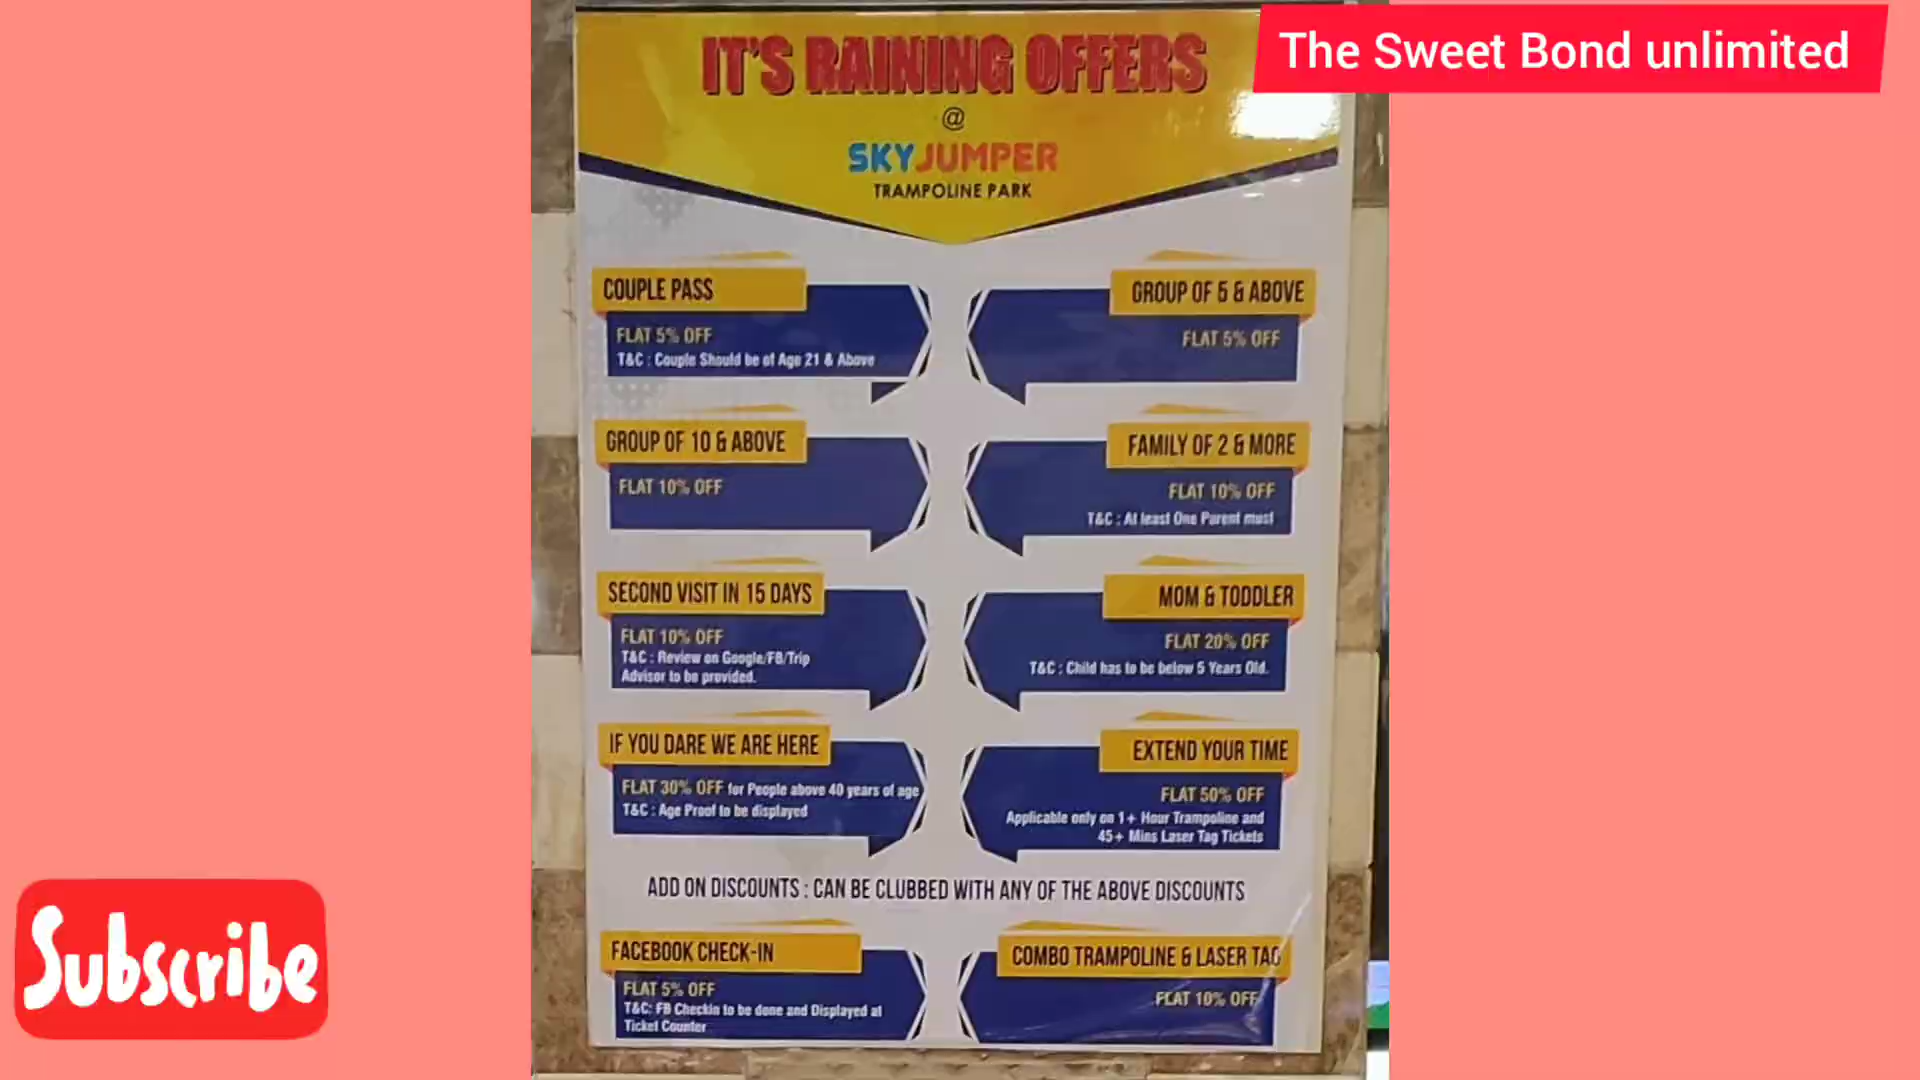 The Sweet Bond unlimited
IT'S RAINING OFFERS
@
SKYJUMPER
TRAMPOLINE PARK
COUPLE PASS
FLAT 5% OFF
T&C : Couple Should be of Age 21 & Above
GROUP OF 5 & ABOVE
FLAT 5% OFF
GROUP OF 10 & ABOVE
FLAT 10% OFF
FAMILY OF 2 & MORE
FLAT 10% OFF
T&C : At least One Parent must
SECOND VISIT IN 15 DAYS
FLAT 10% OFF
T&C : Review on Google/FB/Trip
Advisor to be provided.
MOM & TODDLER
FLAT 20% OFF
T&C : Child has to be below 5 Years Old.
IF YOU DARE WE ARE HERE
FLAT 30% OFF for People above 40 years of age
T&C : Age Proof to be displayed
EXTEND YOUR TIME
FLAT 50% OFF
Applicable only on 1+ Hour Trampoline and
45+ Mins Laser Tag Tickets
ADD ON DISCOUNTS : CAN BE CLUBBED WITH ANY OF THE ABOVE DISCOUNTS
FACEBOOK CHECK-IN
FLAT 5% OFF
T&C: FB Checkin to be done and Displayed at
Ticket Counter
COMBO TRAMPOLINE & LASER TAG
FLAT 10% OFF
Subscribe